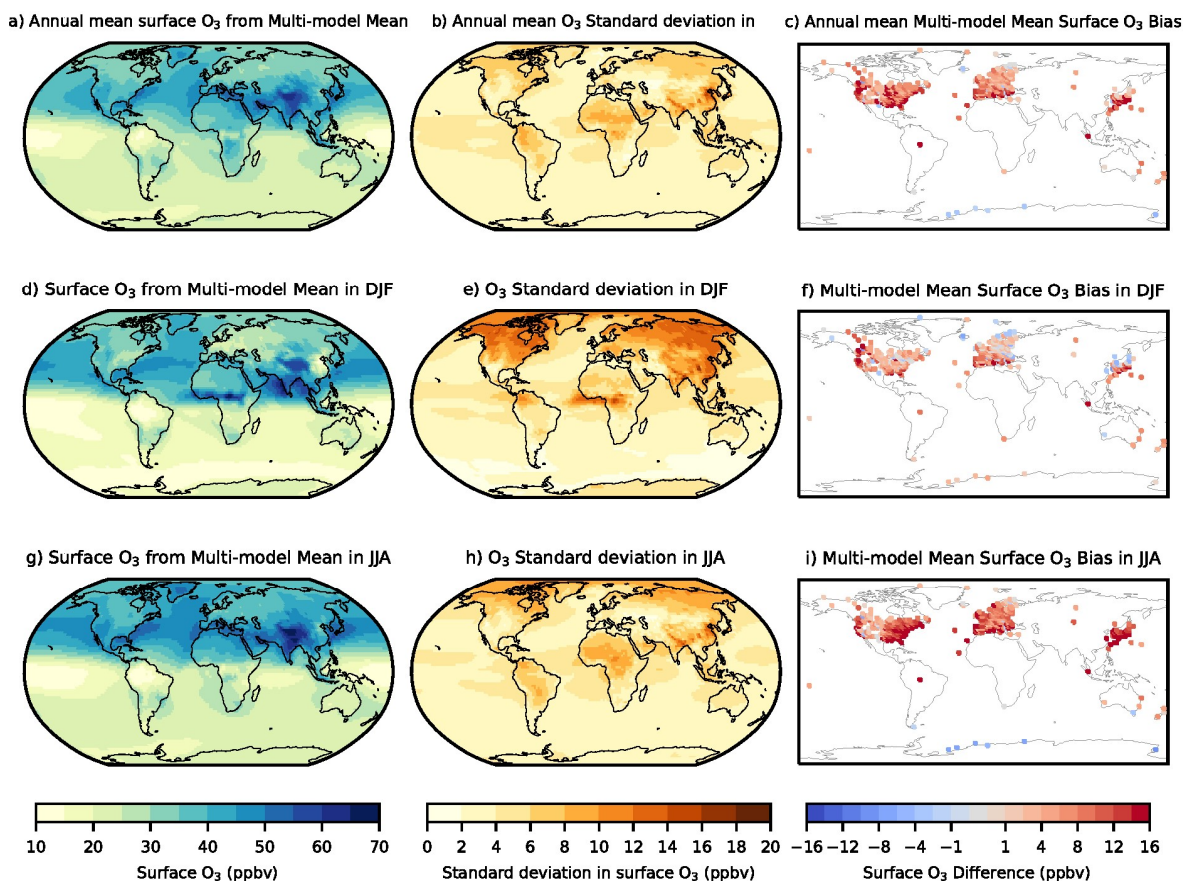 a) Annual mean surface O₃ from Multi-model Mean
b) Annual mean O₃ Standard deviation in
c) Annual mean Multi-model Mean Surface O₃ Bias
d) Surface O₃ from Multi-model Mean in DJF
e) O₃ Standard deviation in DJF
f) Multi-model Mean Surface O₃ Bias in DJF
g) Surface O₃ from Multi-model Mean in JJA
h) O₃ Standard deviation in JJA
i) Multi-model Mean Surface O₃ Bias in JJA
10 20 30 40 50 60 70
Surface O₃ (ppbv)
0 2 4 6 8 10 12 14 16 18 20
Standard deviation in surface O₃ (ppbv)
−16 −12 −8 −4 −1 1 4 8 12 16
Surface O₃ Difference (ppbv)